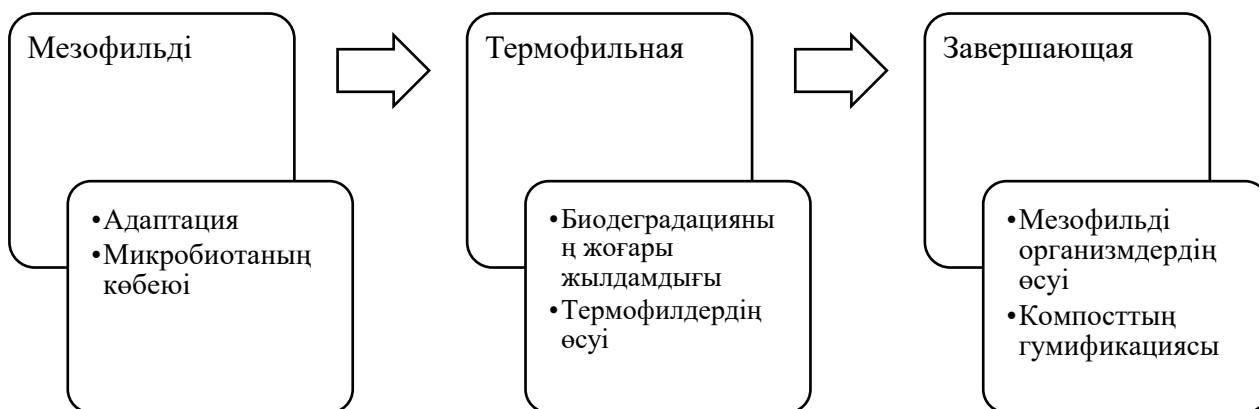 Мезофильді
•Адаптация
•Микробиотаның
көбеюі
Термофильная
•Биодеградацияны
ң жоғары
жылдамдығы
•Термофилдердің
өсуі
Завершающая
•Мезофильді
организмдердің
өсуі
•Компосттың
гумификациясы